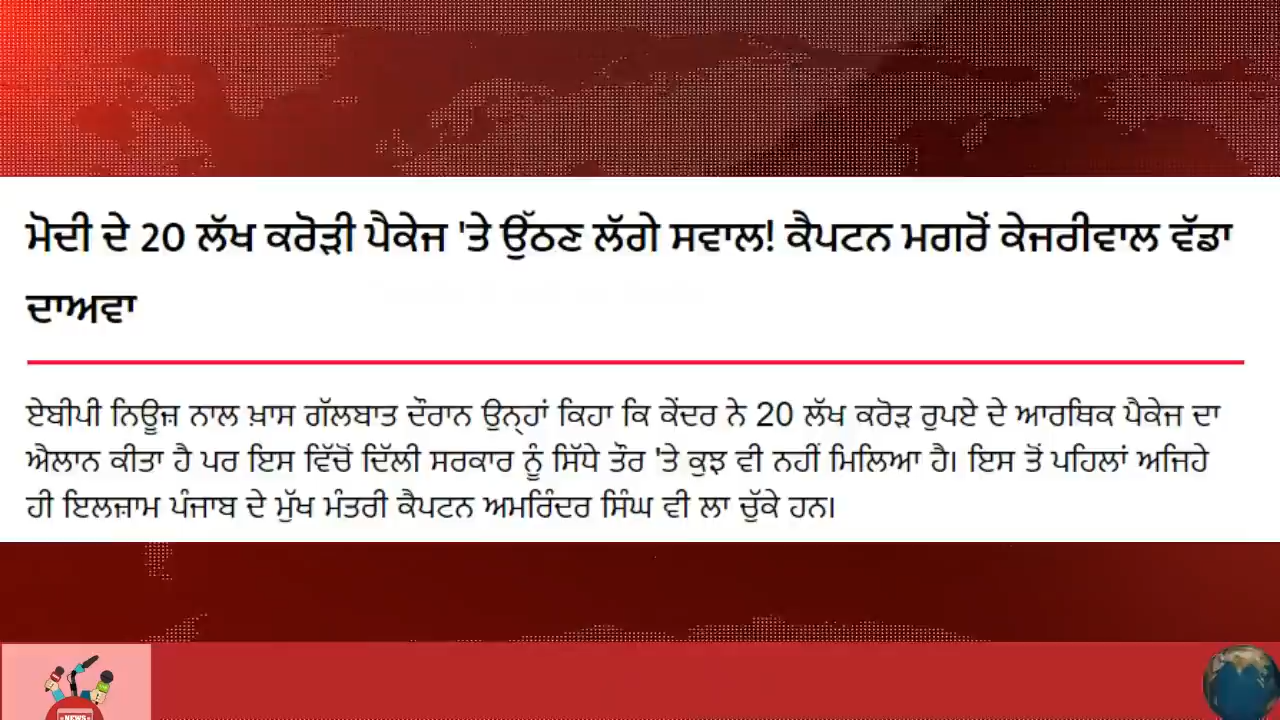 ਮੋਦੀ ਦੇ 20 ਲੱਖ ਕਰੋੜੀ ਪੈਕੇਜ 'ਤੇ ਉੱਠਣ ਲੱਗੇ ਸਵਾਲ! ਕੈਪਟਨ ਮਗਰੋਂ ਕੇਜਰੀਵਾਲ ਵੱਡਾ
ਦਾਅਵਾ
ਏਬੀਪੀ ਨਿਊਜ਼ ਨਾਲ ਖ਼ਾਸ ਗੱਲਬਾਤ ਦੌਰਾਨ ਉਨ੍ਹਾਂ ਕਿਹਾ ਕਿ ਕੇਂਦਰ ਨੇ 20 ਲੱਖ ਕਰੋੜ ਰੁਪਏ ਦੇ ਆਰਥਿਕ ਪੈਕੇਜ ਦਾ
ਐਲਾਨ ਕੀਤਾ ਹੈ ਪਰ ਇਸ ਵਿੱਚੋਂ ਦਿੱਲੀ ਸਰਕਾਰ ਨੂੰ ਸਿੱਧੇ ਤੌਰ 'ਤੇ ਕੁਝ ਵੀ ਨਹੀਂ ਮਿਲਿਆ ਹੈ। ਇਸ ਤੋਂ ਪਹਿਲਾਂ ਅਜਿਹੇ
ਹੀ ਇਲਜ਼ਾਮ ਪੰਜਾਬ ਦੇ ਮੁੱਖ ਮੰਤਰੀ ਕੈਪਟਨ ਅਮਰਿੰਦਰ ਸਿੰਘ ਵੀ ਲਾ ਚੁੱਕੇ ਹਨ।
NEWS